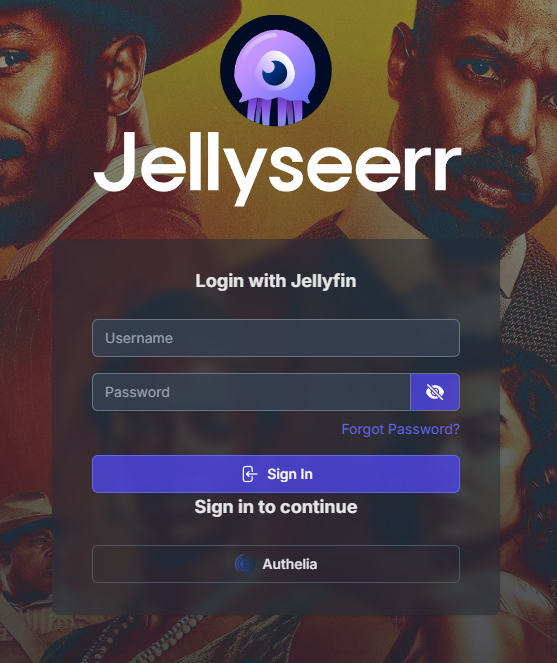 Jellyseerr
Login with Jellyfin
Username
Password
Forgot Password?
Sign In
Sign in to continue
Authelia